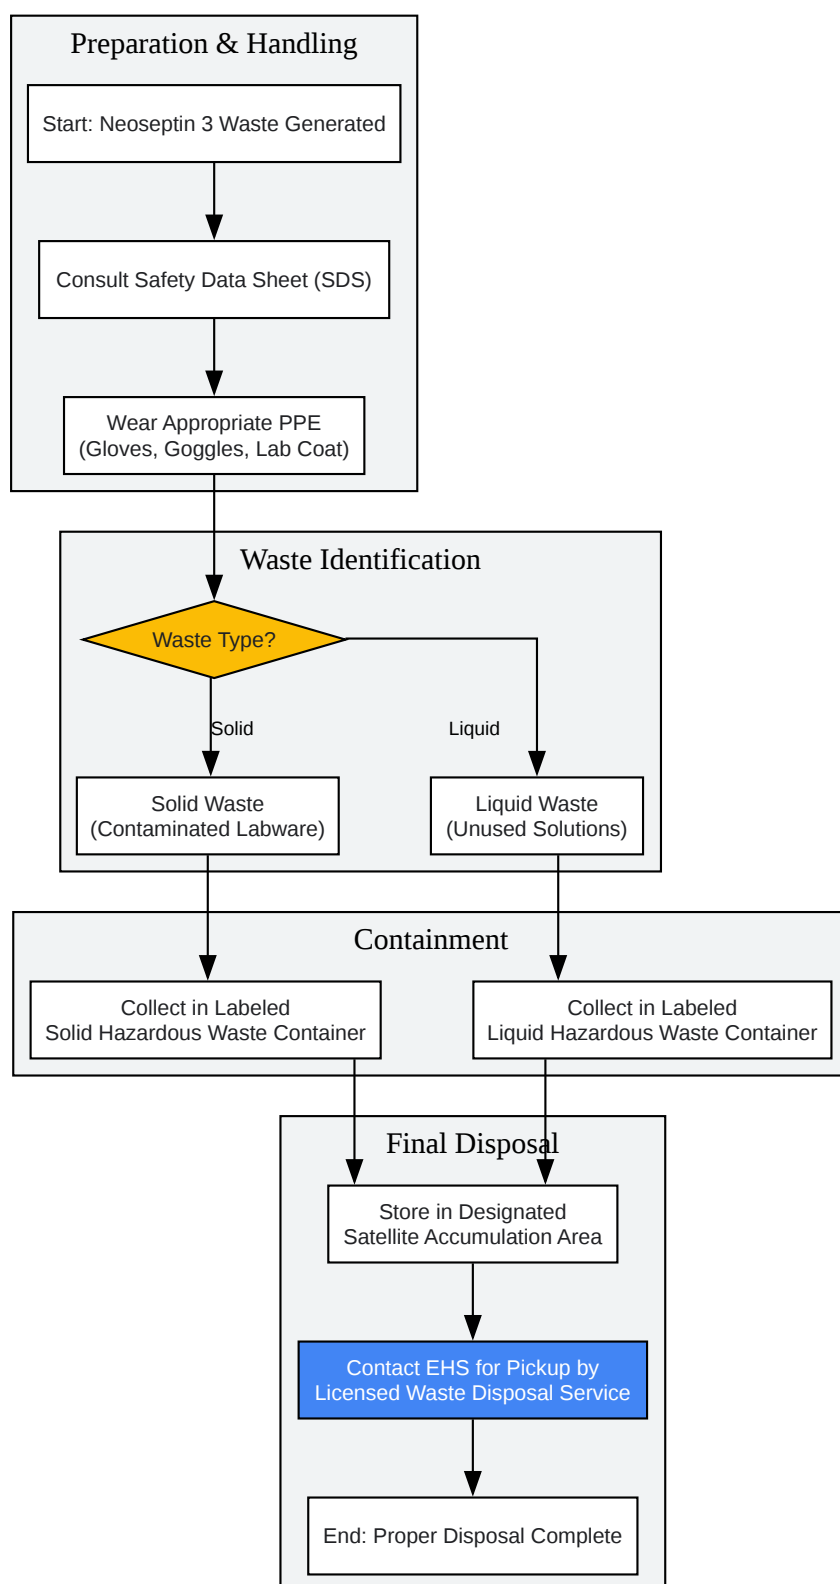 Preparation & Handling
Start: Neoseptin 3 Waste Generated
Consult Safety Data Sheet (SDS)
Wear Appropriate PPE
(Gloves, Goggles, Lab Coat)
Waste Identification
Waste Type?
Solid
Liquid
Solid Waste
(Contaminated Labware)
Liquid Waste
(Unused Solutions)
Containment
Collect in Labeled
Solid Hazardous Waste Container
Collect in Labeled
Liquid Hazardous Waste Container
Final Disposal
Store in Designated
Satellite Accumulation Area
Contact EHS for Pickup by
Licensed Waste Disposal Service
End: Proper Disposal Complete